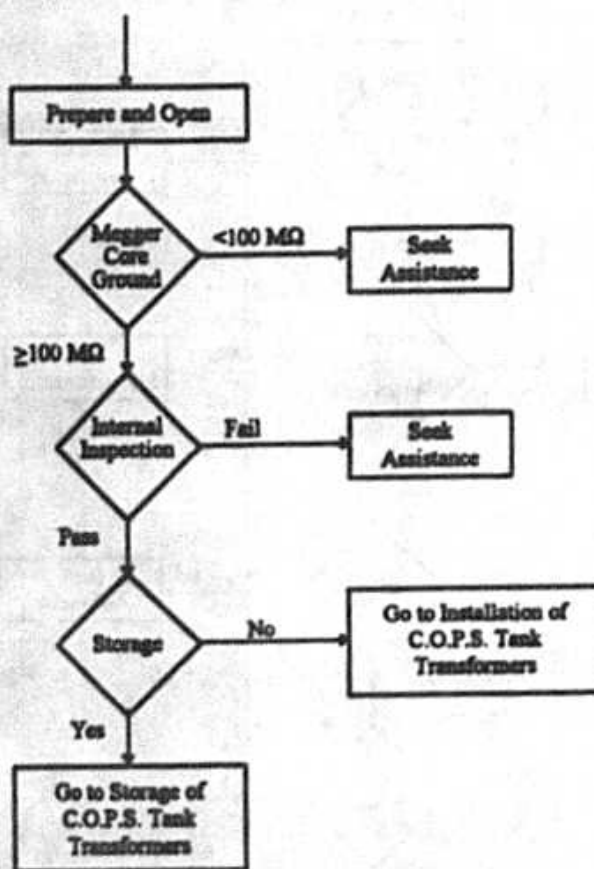 Prepare and Open
Megger
Core
Ground
<100 MΩ
Seek
Assistance
≥100 MΩ
Internal
Inspection
Fail
Seek
Assistance
Pass
Storage
No
Go to Installation of
C.O.P.S. Tank
Transformers
Yes
Go to Storage of
C.O.P.S. Tank
Transformers